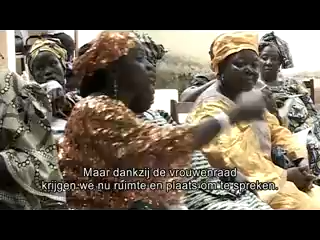 Maar dankzij de vrouwenraad
krijgen we nu ruimte en plaats om te spreken.